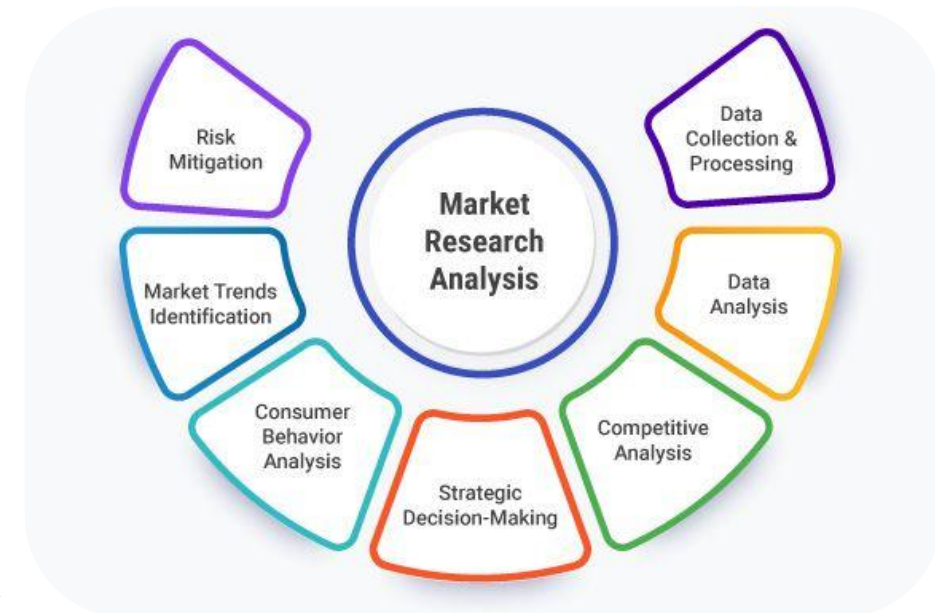 Market
Research
Analysis
Risk
Mitigation
Market Trends
Identification
Consumer
Behavior
Analysis
Strategic
Decision-Making
Competitive
Analysis
Data
Analysis
Data
Collection &
Processing